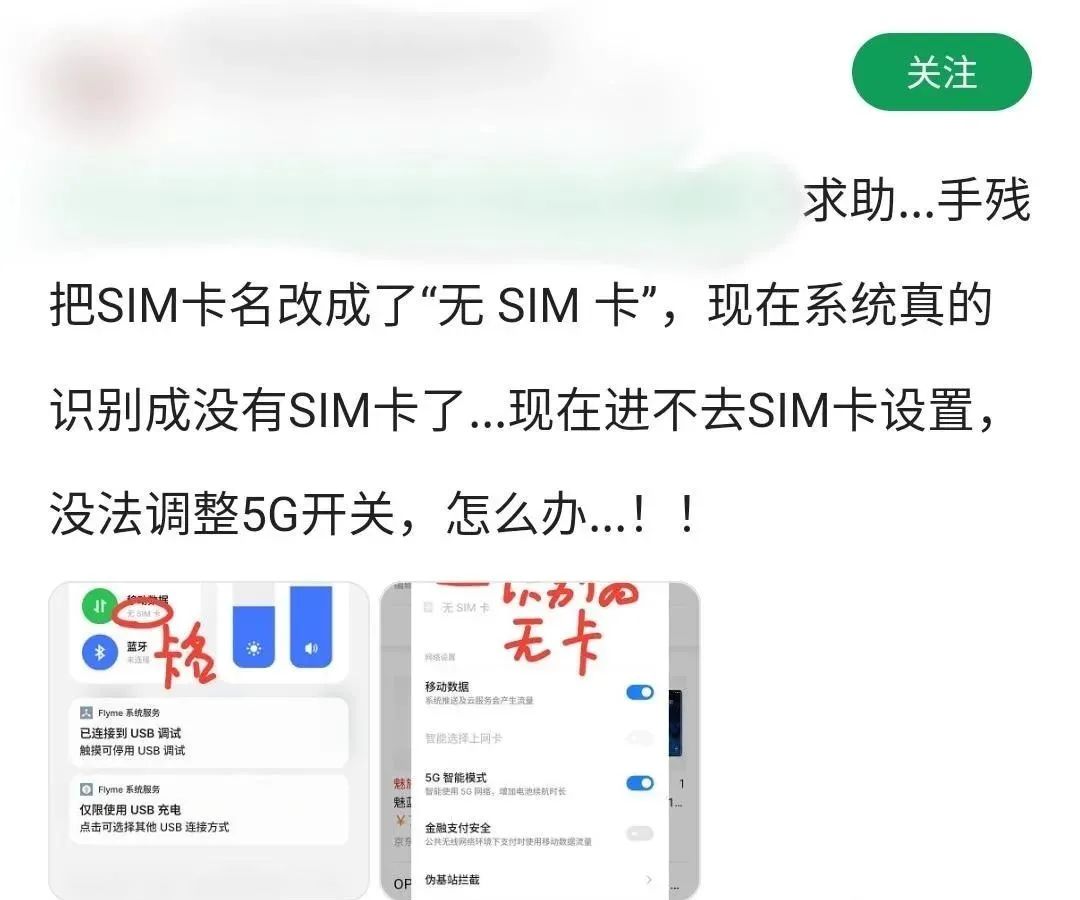 关注
求助...手残
把SIM卡名改成了“无 SIM 卡”，现在系统真的
识别成没有SIM卡了...现在进不去SIM卡设置，
没法调整5G开关，怎么办...！！
移动数据
无 SIM 卡
蓝牙
未连接
卡名
Flyme 系统服务
已连接到 USB 调试
触摸可停用 USB 调试
Flyme 系统服务
仅限使用 USB 充电
点击可选择其他 USB 连接方式
识别为
无卡
无 SIM 卡
网络设置
移动数据
系统推送及云服务会产生流量
智能选择上网卡
5G 智能模式
智能使用 5G 网络，增加电池续航时长
金融支付安全
公共无线网络环境下支付时使用移动数据流量
伪基站拦截
魅蓝
¥
京东
1
1...
OP
...